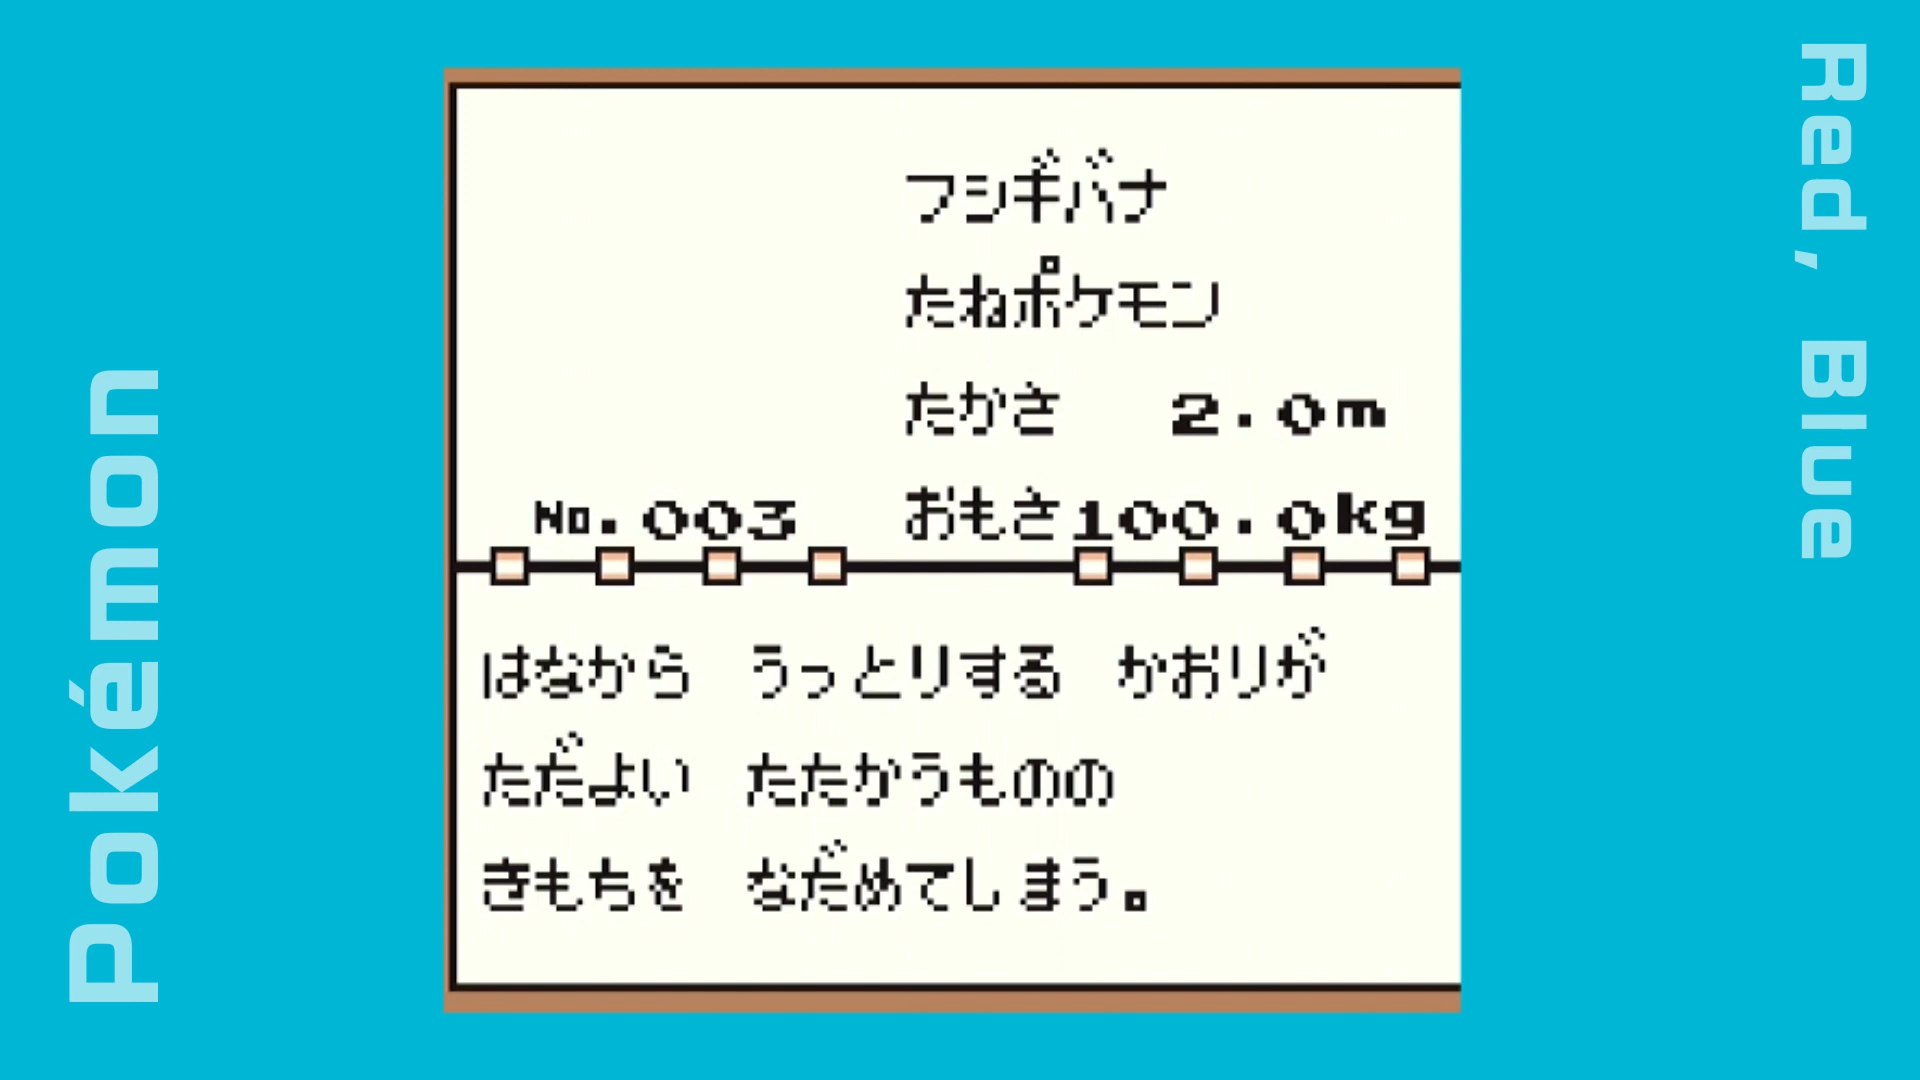 Pokémon
Red, Blue
フシギバナ
たねポケモン
たかさ 2.0m
No.003 おもさ100.0kg
はなから うっとりする かおりが
ただよい たたかうものの
きもちを なだめてしまう。